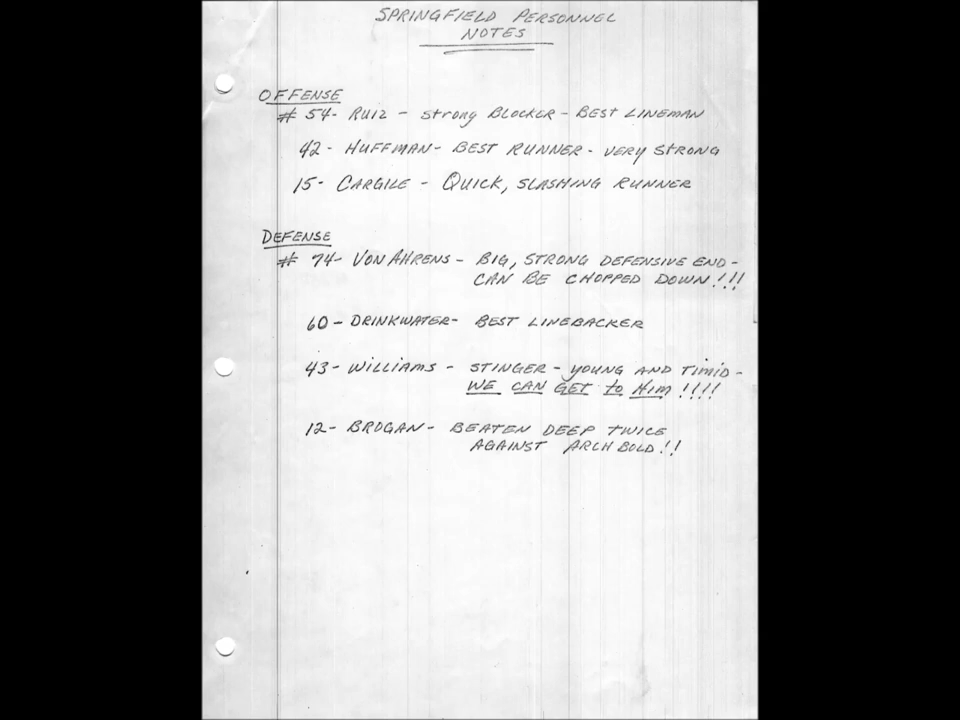 SPRINGFIELD PERSONNEL
NOTES
OFFENSE
# 54- RUIZ - Strong BLOCKER - BEST LINEMAN
42 - HUFFMAN - BEST RUNNER - VERY STRONG
15- CARGILE - QUICK, SLASHING RUNNER
DEFENSE
# 74- VON AHRENS - BIG, STRONG DEFENSIVE END -
CAN BE CHOPPED DOWN!!!
60 - DRINKWATER - BEST LINEBACKER
43 - WILLIAMS - STINGER - YOUNG AND TIMID -
WE CAN GET to HIM!!!!
12 - BROGAN - BEATEN DEEP TWICE
AGAINST ARCHBOLD!!